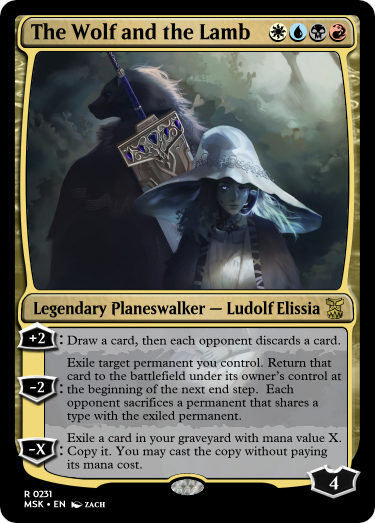 The Wolf and the Lamb
Legendary Planeswalker — Ludolf Elissia
+2: Draw a card, then each opponent discards a card.
Exile target permanent you control. Return that
card to the battlefield under its owner's control at
-2: the beginning of the next end step.  Each
opponent sacrifices a permanent that shares a
type with the exiled permanent.
Exile a card in your graveyard with mana value X.
-X: Copy it. You may cast the copy without paying
its mana cost.
4
R 0231
MSK • EN ZACH